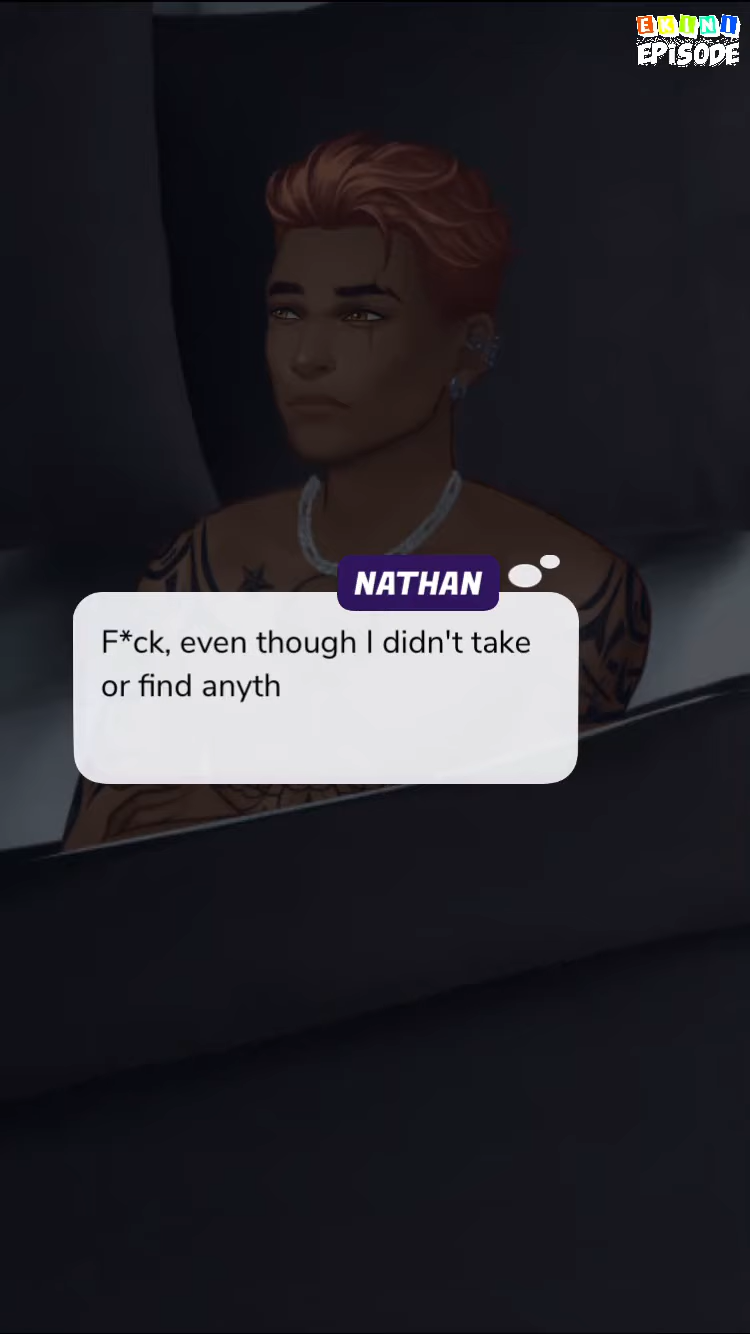 EKINI
EPISODE
NATHAN
F*ck, even though I didn't take
or find anyth